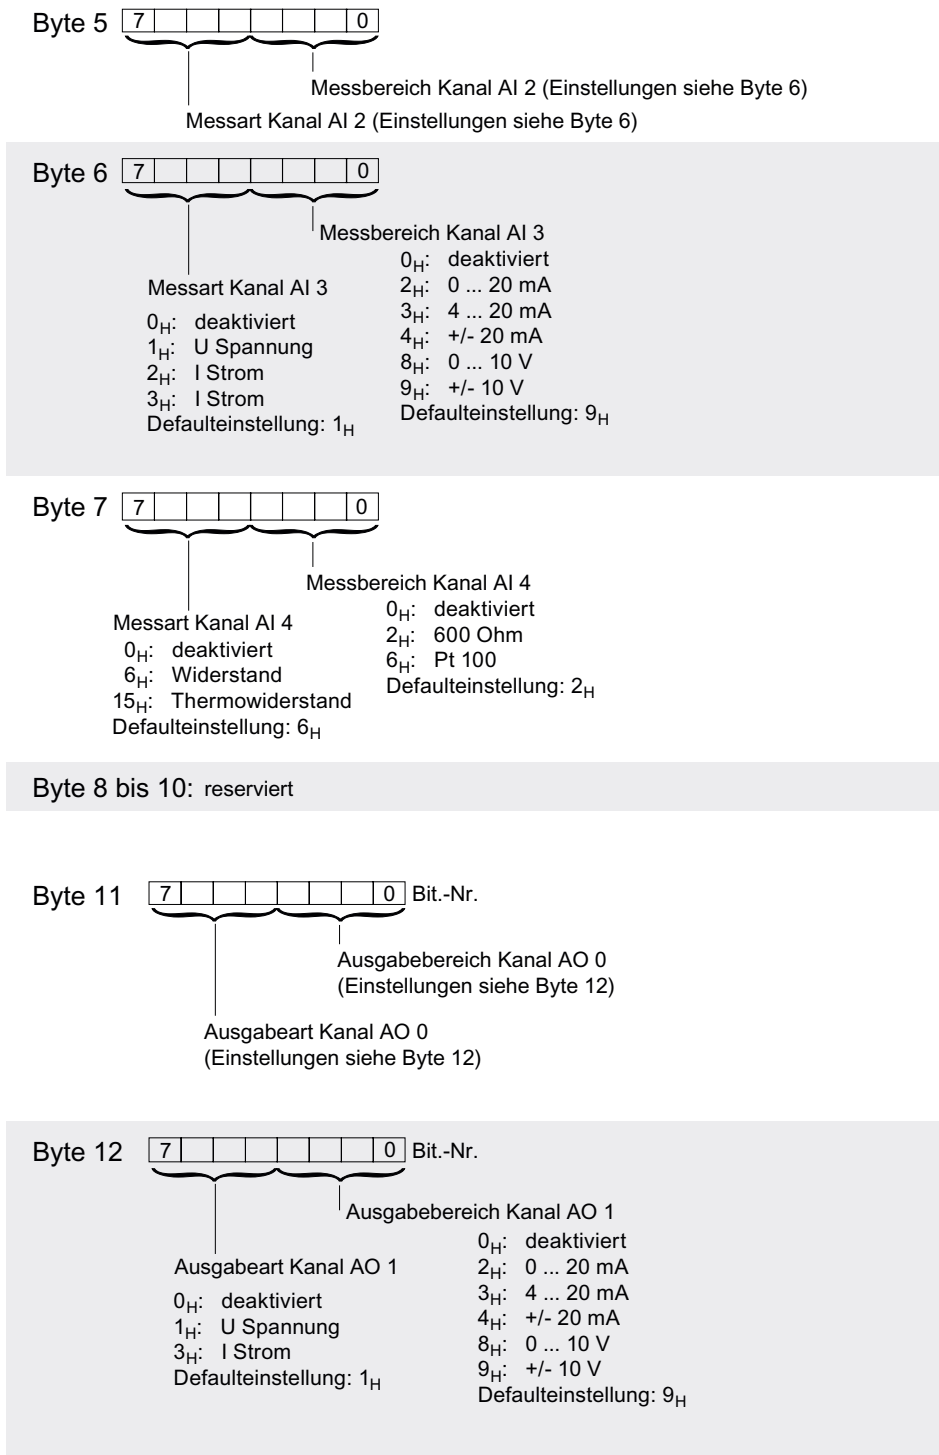 Byte 5 7 0
Messbereich Kanal AI 2 (Einstellungen siehe Byte 6)
Messart Kanal AI 2 (Einstellungen siehe Byte 6)
Byte 6 7 0
Messbereich Kanal AI 3
0H: deaktiviert
2H: 0 ... 20 mA
3H: 4 ... 20 mA
4H: +/- 20 mA
8H: 0 ... 10 V
9H: +/- 10 V
Defaulteinstellung: 9H
Messart Kanal AI 3
0H: deaktiviert
1H: U Spannung
2H: I Strom
3H: I Strom
Defaulteinstellung: 1H
Byte 7 7 0
Messbereich Kanal AI 4
0H: deaktiviert
2H: 600 Ohm
6H: Pt 100
Defaulteinstellung: 2H
Messart Kanal AI 4
0H: deaktiviert
6H: Widerstand
15H: Thermowiderstand
Defaulteinstellung: 6H
Byte 8 bis 10: reserviert
Byte 11 7 0 Bit.-Nr.
Ausgabebereich Kanal AO 0
(Einstellungen siehe Byte 12)
Ausgabeart Kanal AO 0
(Einstellungen siehe Byte 12)
Byte 12 7 0 Bit.-Nr.
Ausgabebereich Kanal AO 1
0H: deaktiviert
2H: 0 ... 20 mA
3H: 4 ... 20 mA
4H: +/- 20 mA
8H: 0 ... 10 V
9H: +/- 10 V
Defaulteinstellung: 9H
Ausgabeart Kanal AO 1
0H: deaktiviert
1H: U Spannung
3H: I Strom
Defaulteinstellung: 1H